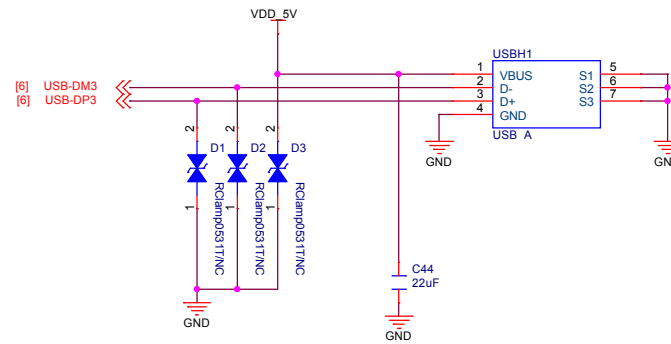 VDD_5V
USBH1
[6] USB-DM3
[6] USB-DP3
1 VBUS S1 5
2 D- S2 6
3 D+ S3 7
4 GND
USB_A
GND
GND
2 2 2
D1 D2 D3
RClamp0531T/NC
RClamp0531T/NC
RClamp0531T/NC
1 1 1
C44
22uF
GND
GND